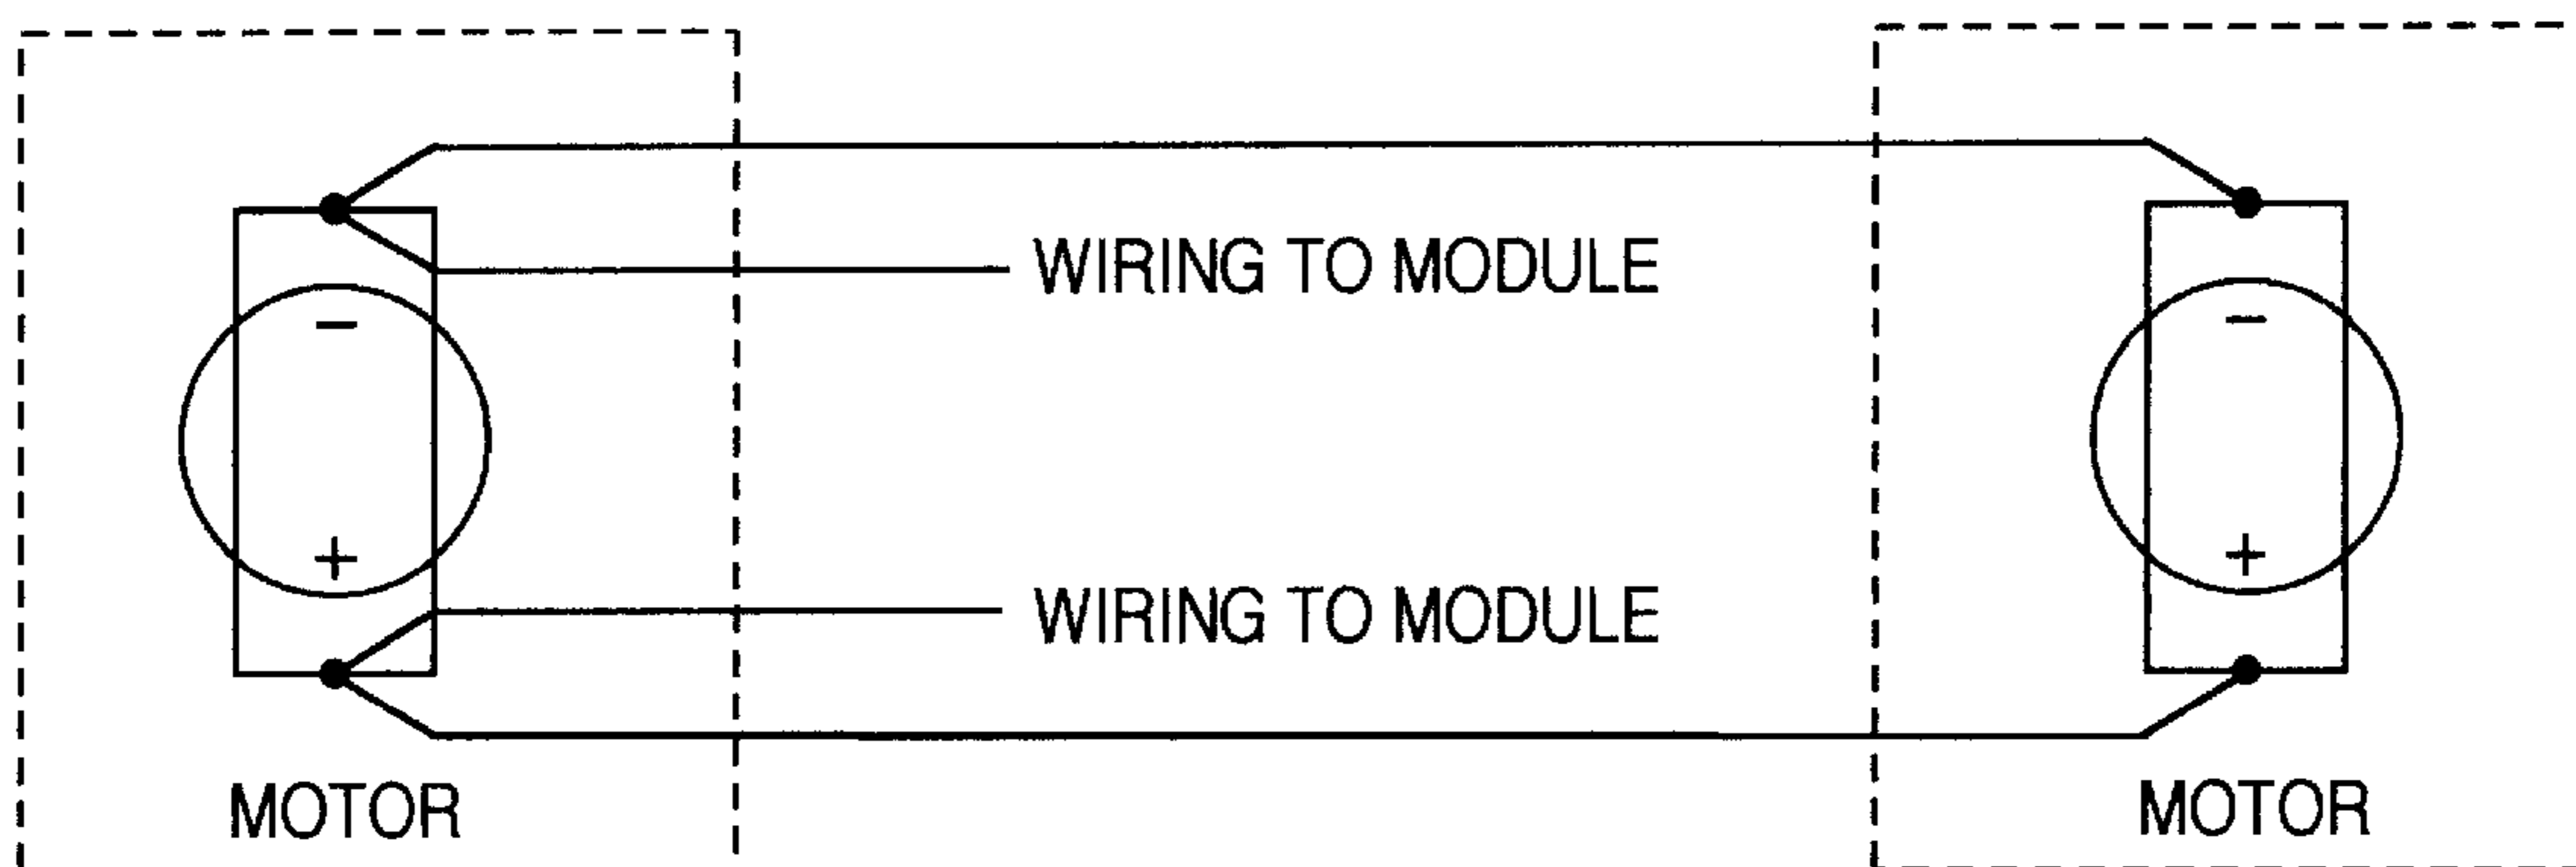 WIRING TO MODULE
− −
+ +
WIRING TO MODULE
MOTOR MOTOR